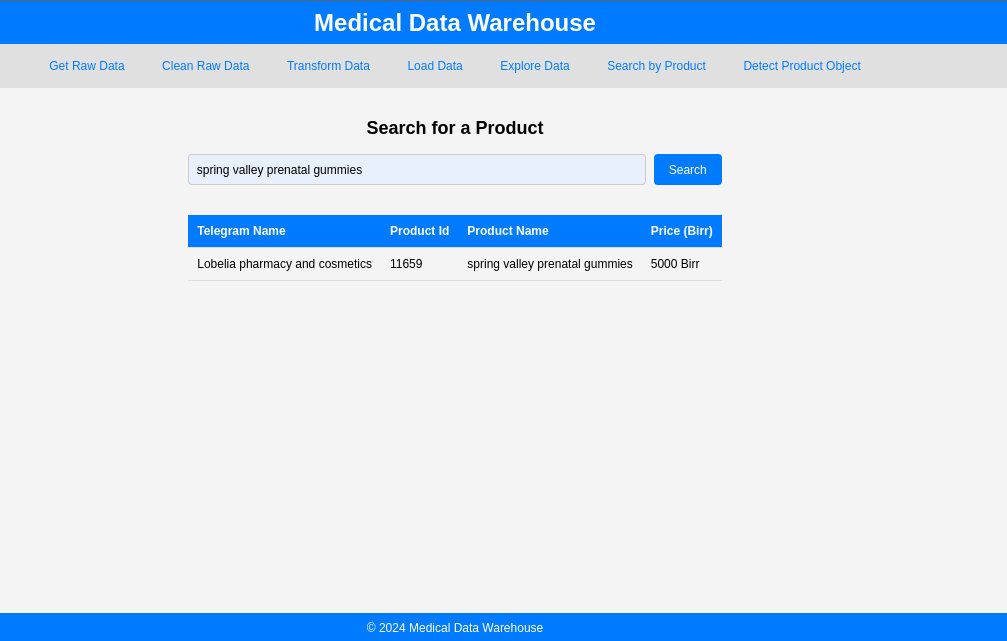 Medical Data Warehouse
Get Raw Data Clean Raw Data Transform Data Load Data Explore Data Search by Product Detect Product Object
Search for a Product
spring valley prenatal gummies Search
Telegram Name Product Id Product Name Price (Birr)
Lobelia pharmacy and cosmetics 11659 spring valley prenatal gummies 5000 Birr
© 2024 Medical Data Warehouse